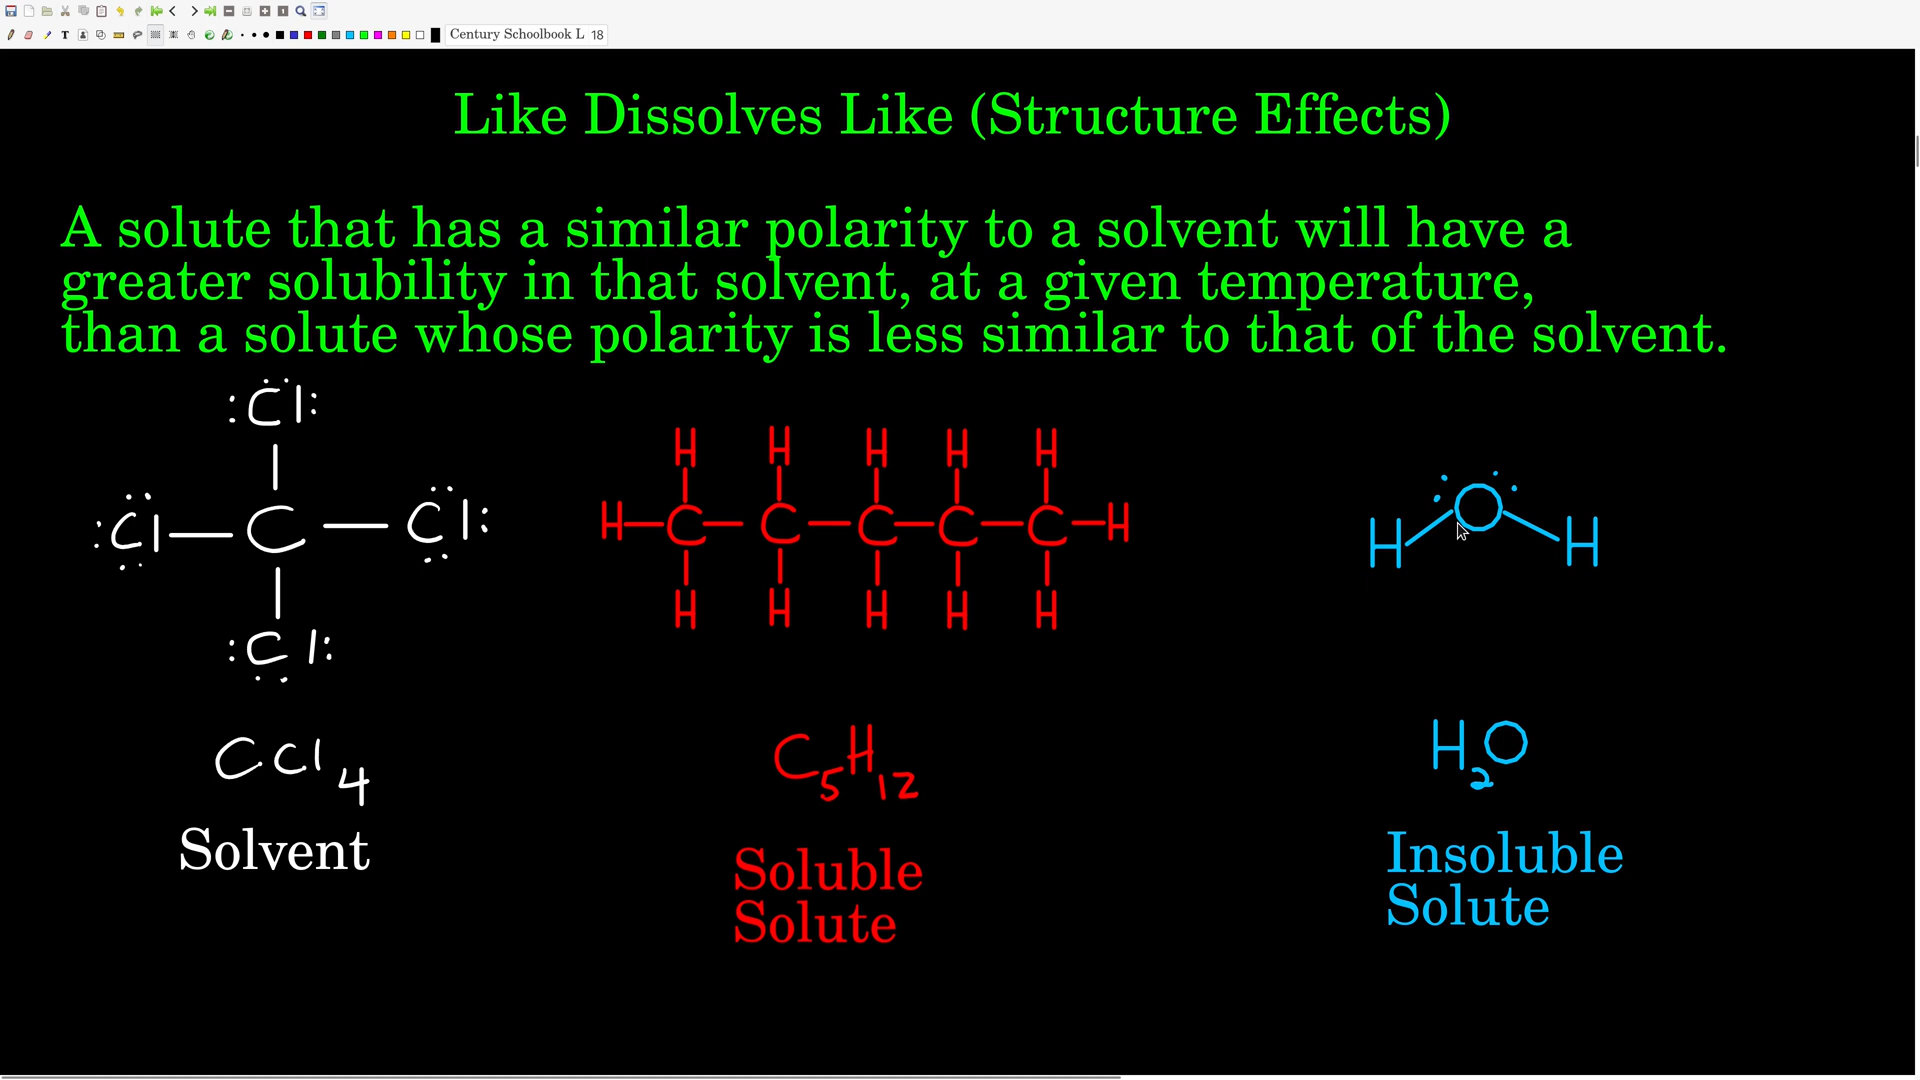 Century Schoolbook L 18
Like Dissolves Like (Structure Effects)
A solute that has a similar polarity to a solvent will have a
greater solubility in that solvent, at a given temperature,
than a solute whose polarity is less similar to that of the solvent.
:Cl:
:Cl C Cl:
:Cl:
CCl4
Solvent
H H H H H
H C C C C C H
H H H H H
C5H12
Soluble
Solute
O
H H
H2O
Insoluble
Solute